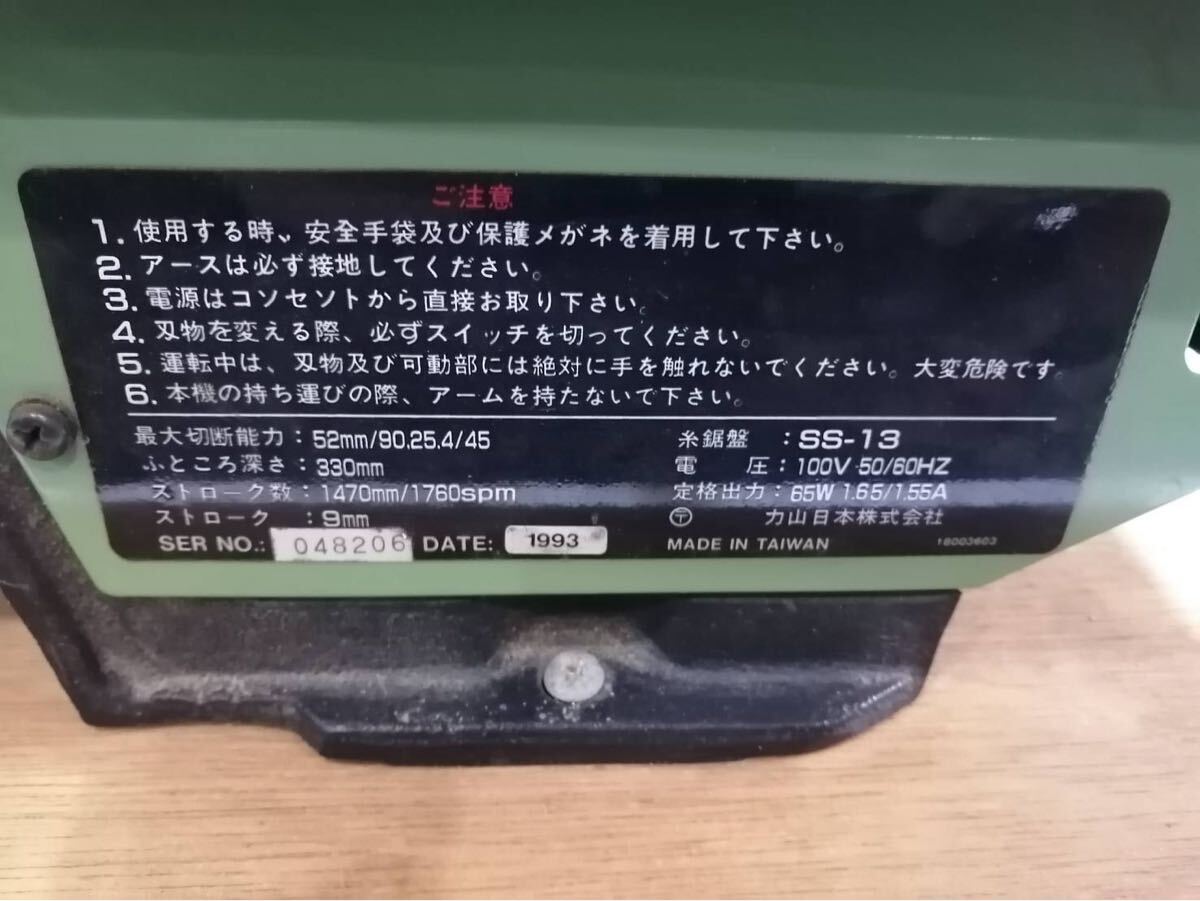 ご注意
1. 使用する時、安全手袋及び保護メガネを着用して下さい。
2. アースは必ず接地してください。
3. 電源はコソセソトから直接お取り下さい。
4. 刃物を変える際、必ずスイッチを切ってください。
5. 運転中は、刃物及び可動部には絶対に手を触れないでください。大変危険です。
6. 本機の持ち運びの際、アームを持たないで下さい。
最大切断能力：52mm/90,25.4/45
ふところ深さ：330mm
ストローク数：1470mm/1760spm
ストローク ：9mm
SER NO.: 048206 DATE: 1993
糸鋸盤 ：SS-13
電 圧：100V 50/60HZ
定格出力：65W 1.65/1.55A
〒 力山日本株式会社
MADE IN TAIWAN 18003603